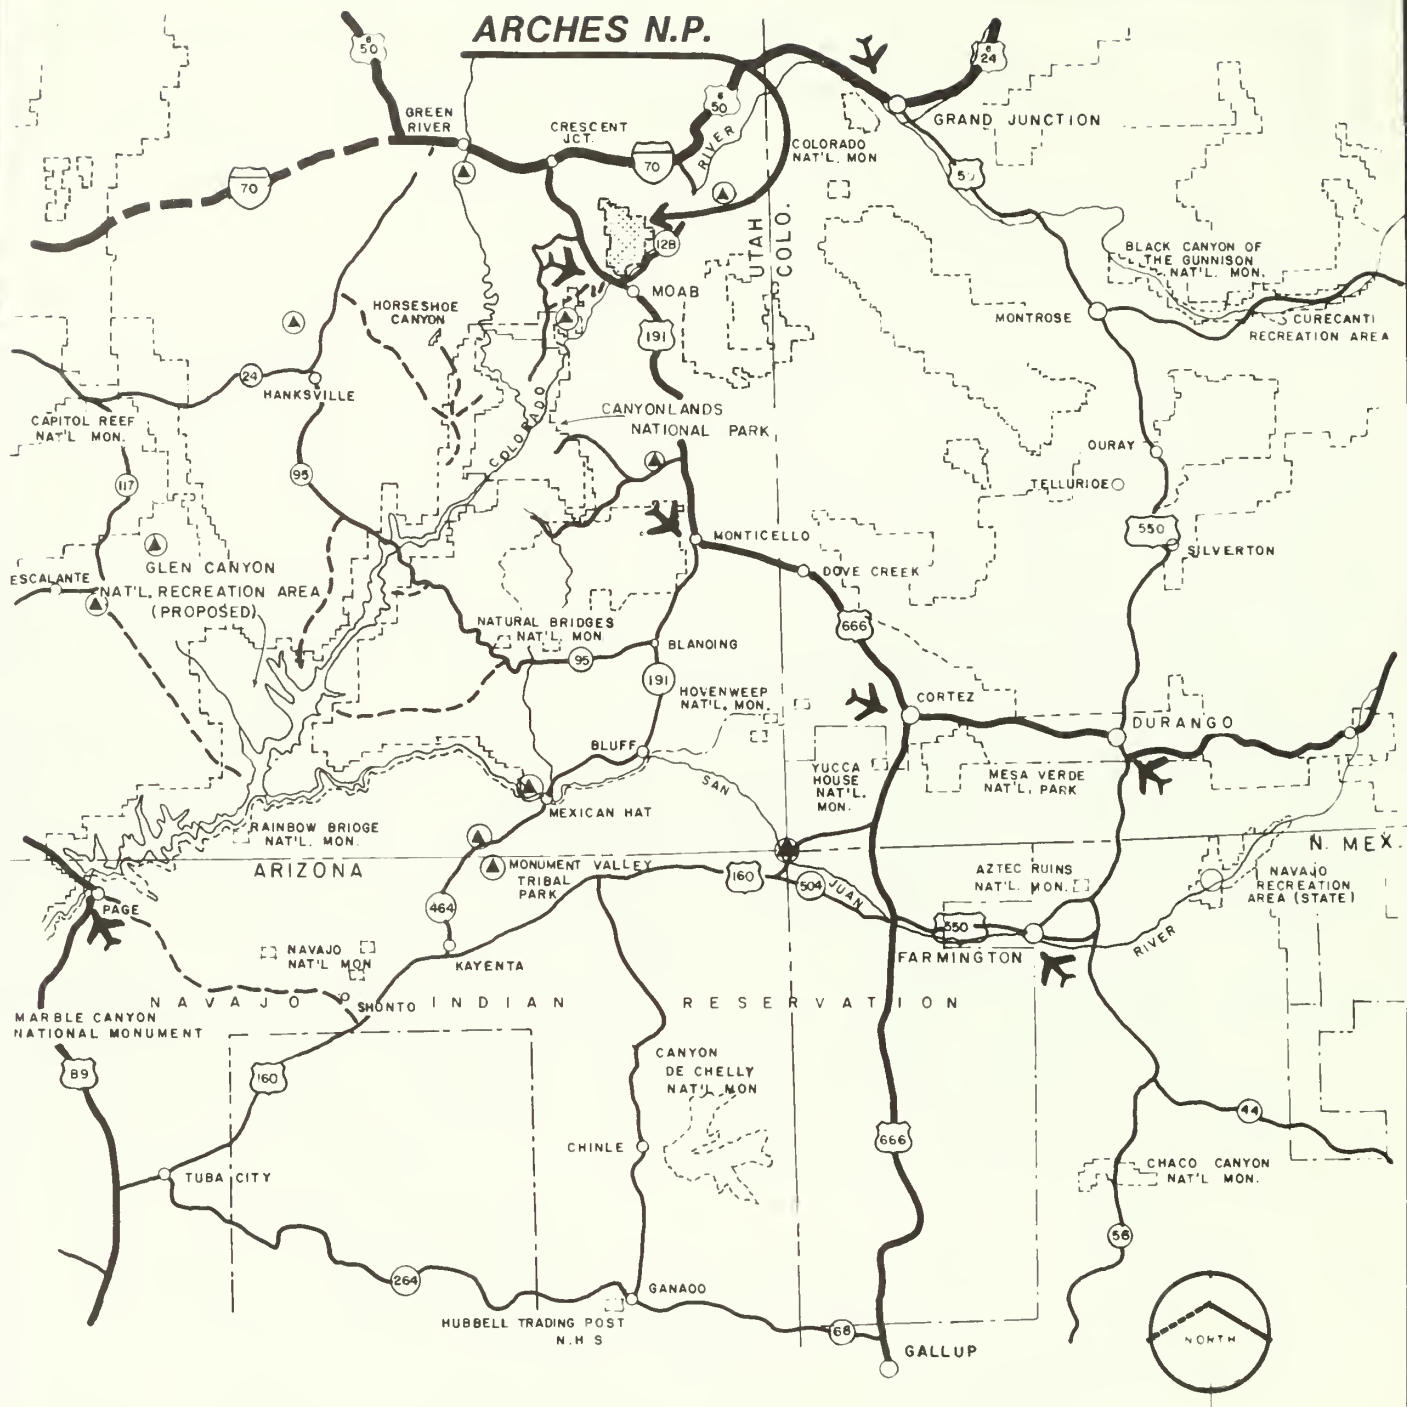 ARCHES N.P.
6
50
6
24
GREEN
RIVER
CRESCENT
JCT.
6
50
RIVER
70
70
GRAND JUNCTION
COLORADO
NAT'L. MON
50
128
UTAH
COLO.
BLACK CANYON OF
THE GUNNISON
NAT'L. MON.
MOAB
HORSESHOE
CANYON
191
MONTROSE
CURECANTI
RECREATION AREA
24
HANKSVILLE
COLORADO
CANYONLANDS
NATIONAL PARK
CAPITOL REEF
NAT'L MON.
OURAY
95
117
TELLURIDE
550
SILVERTON
MONTICELLO
DOVE CREEK
GLEN CANYON
NAT'L. RECREATION AREA
(PROPOSED)
ESCALANTE
NATURAL BRIDGES
NAT'L. MON
666
BLANDING
95
191
HOVENWEEP
NAT'L. MON.
CORTEZ
DURANGO
BLUFF
SAN
YUCCA
HOUSE
NAT'L.
MON.
MESA VERDE
NAT'L. PARK
MEXICAN HAT
RAINBOW BRIDGE
NAT'L. MON.
ARIZONA
N. MEX.
MONUMENT VALLEY
TRIBAL
PARK
160
504
JUAN
AZTEC RUINS
NAT'L. MON.
NAVAJO
RECREATION
AREA (STATE)
PAGE
464
550
RIVER
NAVAJO
NAT'L MON
KAYENTA
FARMINGTON
SHONTO
NAVAJO INDIAN RESERVATION
MARBLE CANYON
NATIONAL MONUMENT
CANYON
DE CHELLY
NAT'L MON
89
160
44
666
CHINLE
CHACO CANYON
NAT'L MON.
TUBA CITY
56
264
GANADO
HUBBELL TRADING POST
N.H S
68
GALLUP
NORTH